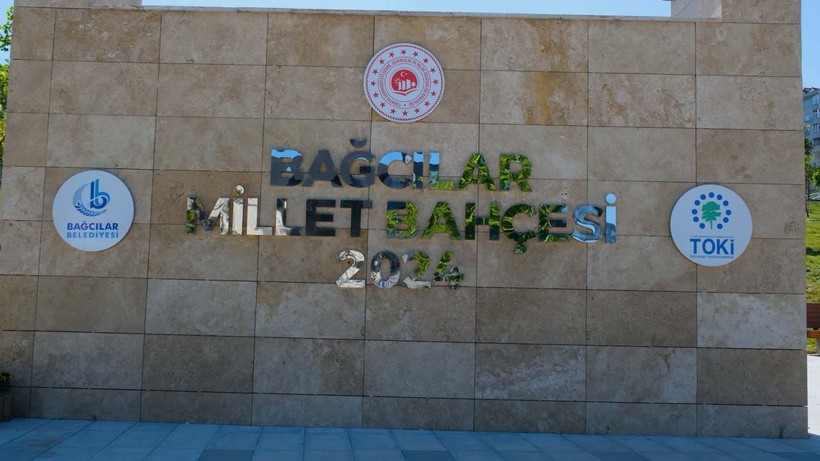 BAĞCILAR
MİLLET BAHÇESİ
2024
BAĞCILAR
BELEDİYESİ
TOKİ